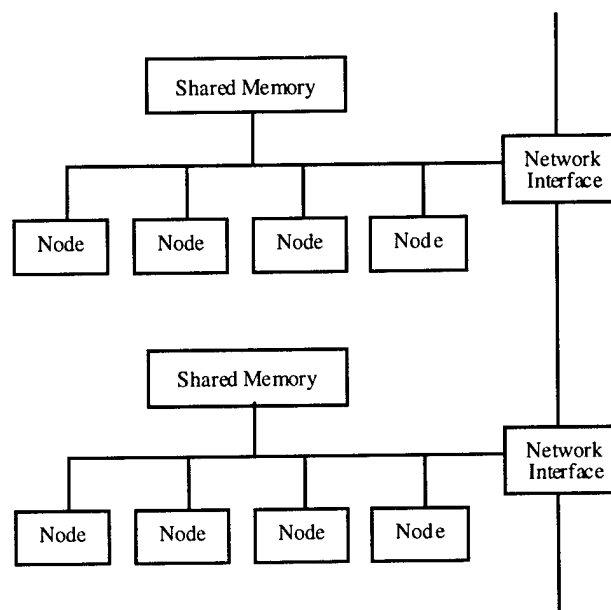 Shared Memory
Network
Interface
Node
Node
Node
Node
Shared Memory
Network
Interface
Node
Node
Node
Node